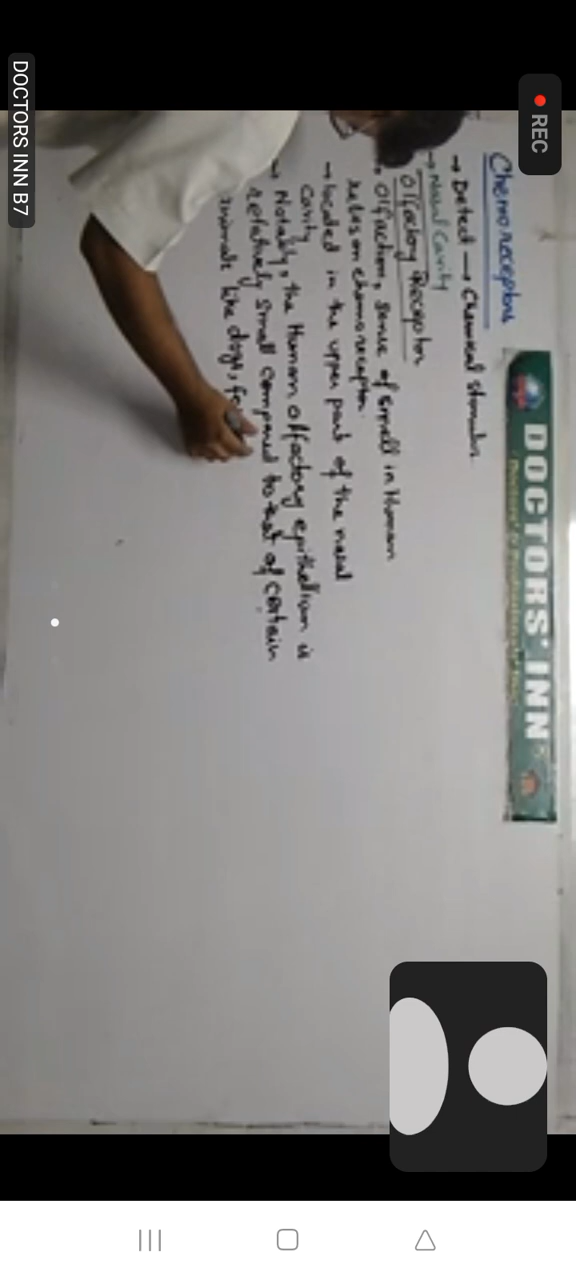 DOCTORS INN B7
REC
DOCTORS' INN
Chemoreceptors
→ Detect → Chemical stimulus.
→ Nasal Cavity
Olfactory Receptor
Olfaction, sense of smell in Human
relies on chemoreceptor.
→ located in the upper part of the nasal
cavity
→ Notably, the Human olfactory epithelium is
relatively small compared to that of certain
animals like dogs,